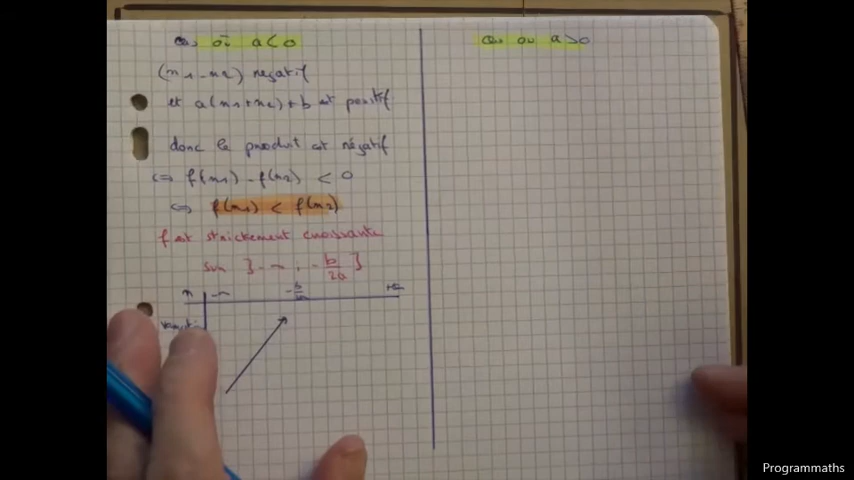 Cas où a < 0
(x1 - x2) négatif
et a(x1 + x2) + b est positif
donc le produit est négatif
⇔ f(x1) - f(x2) < 0
⇔ f(x1) < f(x2)
f est strictement croissante
sur ]-∞ ; -b/2a]
x -∞ -b/2a +∞
Cas où a > 0
Programmaths